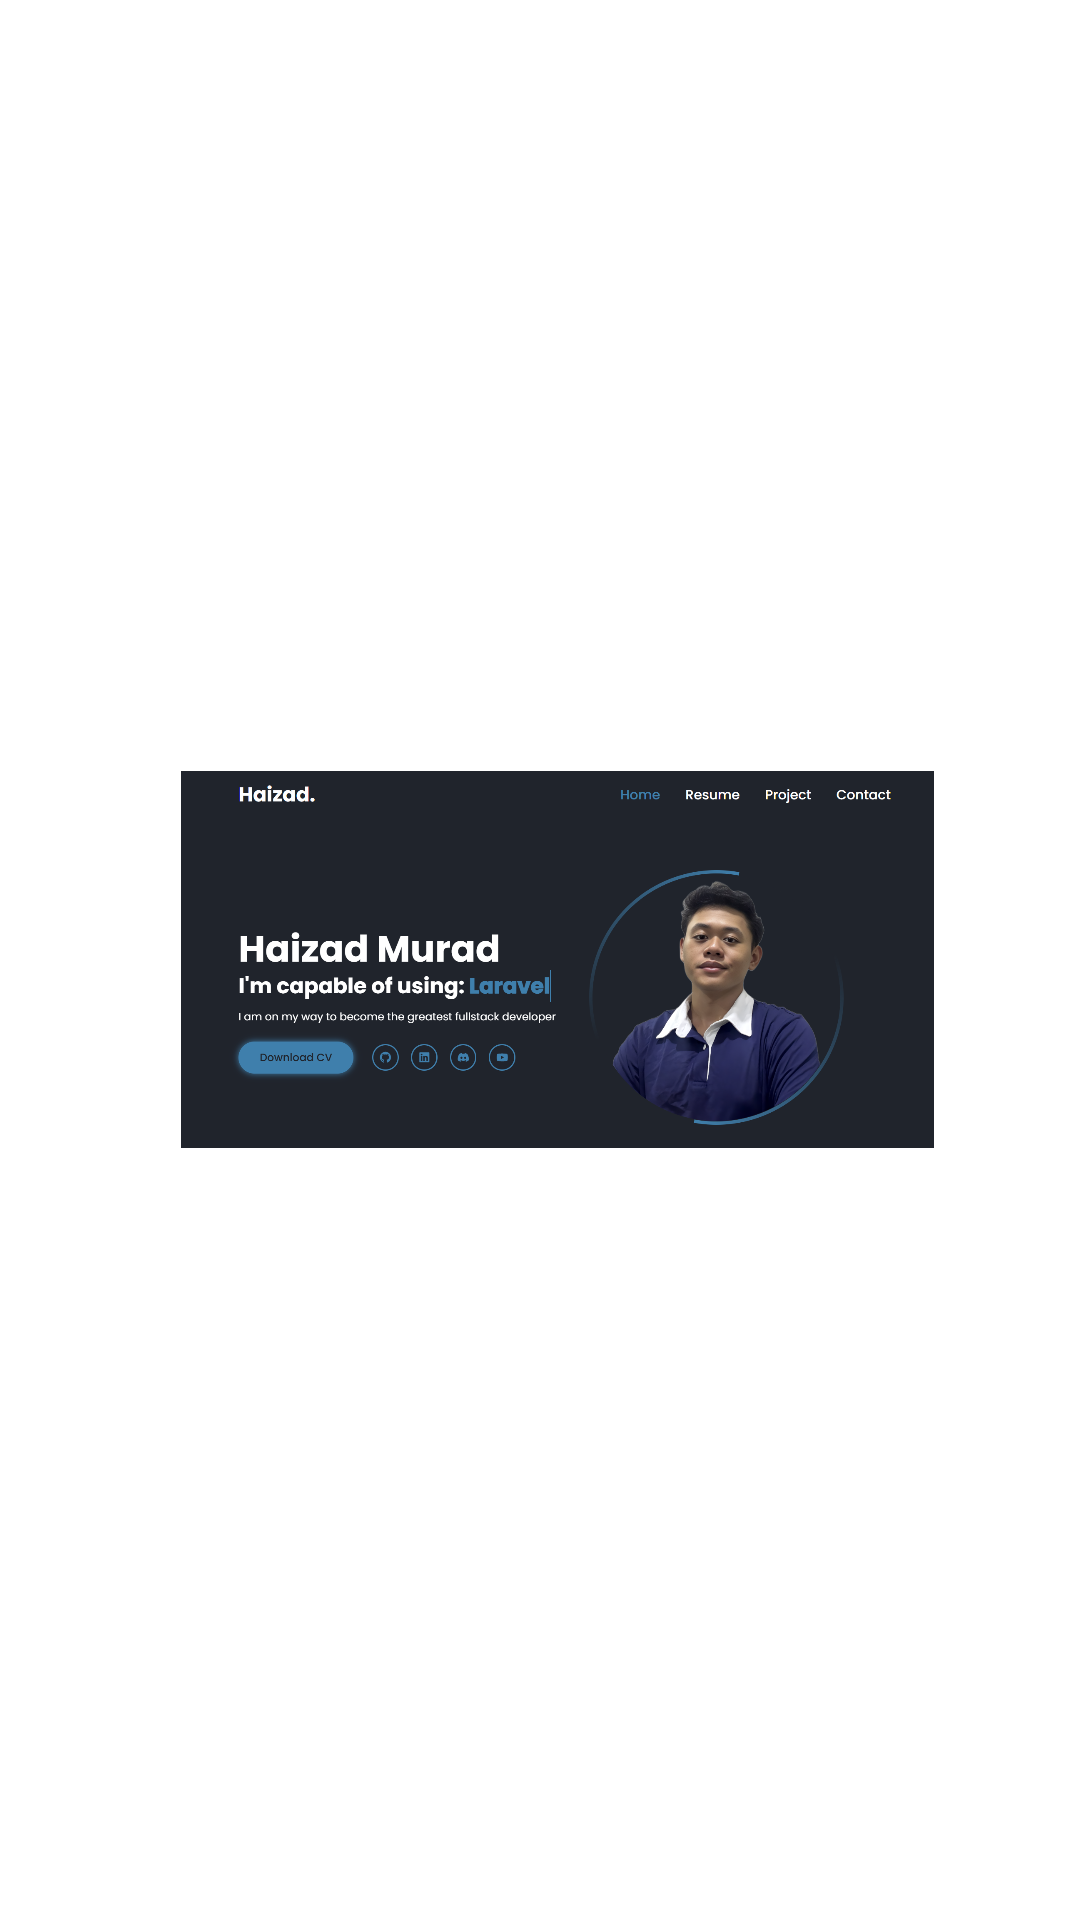 Haizad.
Home Resume Project Contact
Haizad Murad
I'm capable of using: Laravel
I am on my way to become the greatest fullstack developer
Download CV